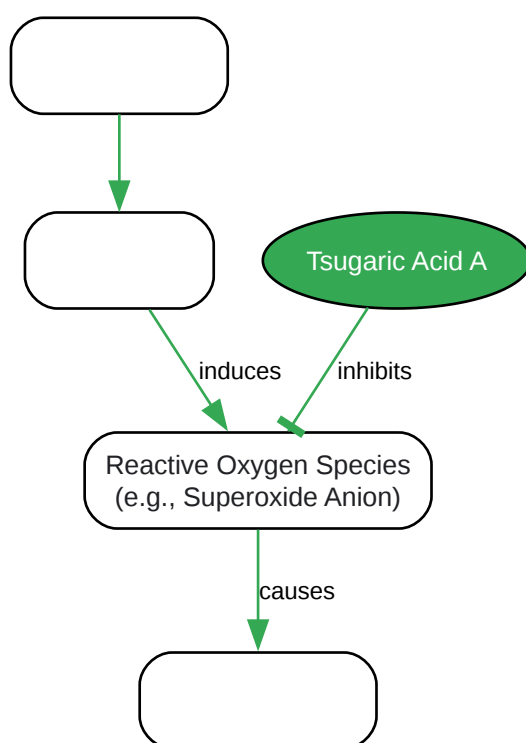 Tsugaric Acid A
induces
inhibits
Reactive Oxygen Species
(e.g., Superoxide Anion)
causes